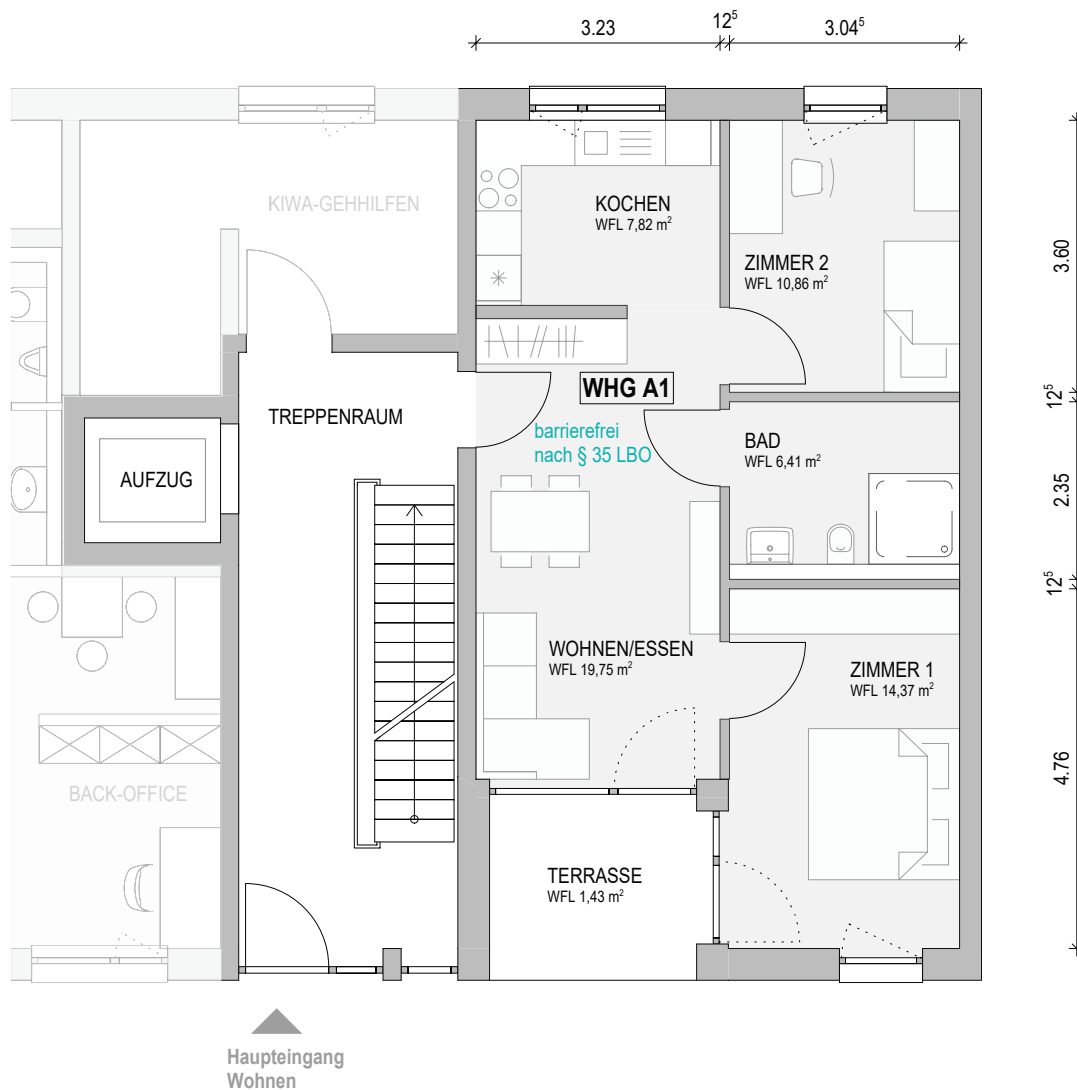 3.23
12⁵
3.04⁵
KIWA-GEHHILFEN
KOCHEN
WFL 7,82 m²
ZIMMER 2
WFL 10,86 m²
3.60
WHG A1
TREPPENRAUM
barrierefrei
nach § 35 LBO
BAD
WFL 6,41 m²
12⁵
AUFZUG
2.35
12⁵
WOHNEN/ESSEN
WFL 19,75 m²
ZIMMER 1
WFL 14,37 m²
4.76
BACK-OFFICE
TERRASSE
WFL 1,43 m²
Haupteingang
Wohnen